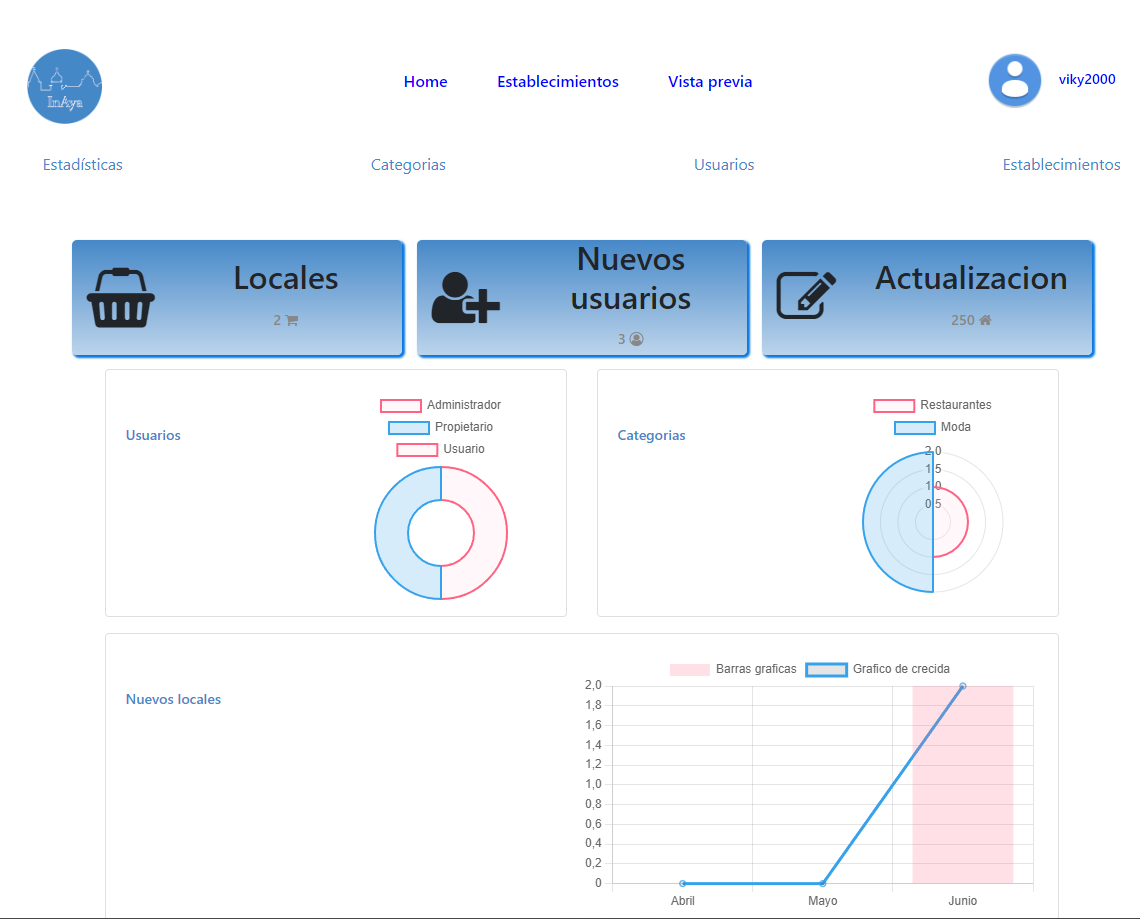 InAya
Home Establecimientos Vista previa
viky2000
Estadísticas Categorias Usuarios Establecimientos
Locales
2
Nuevos
usuarios
3
Actualizacion
250
Usuarios
Administrador
Propietario
Usuario
Categorias
Restaurantes
Moda
2,0
1,5
1,0
0,5
Nuevos locales
Barras graficas Grafico de crecida
2,0
1,8
1,6
1,4
1,2
1,0
0,8
0,6
0,4
0,2
0
Abril Mayo Junio